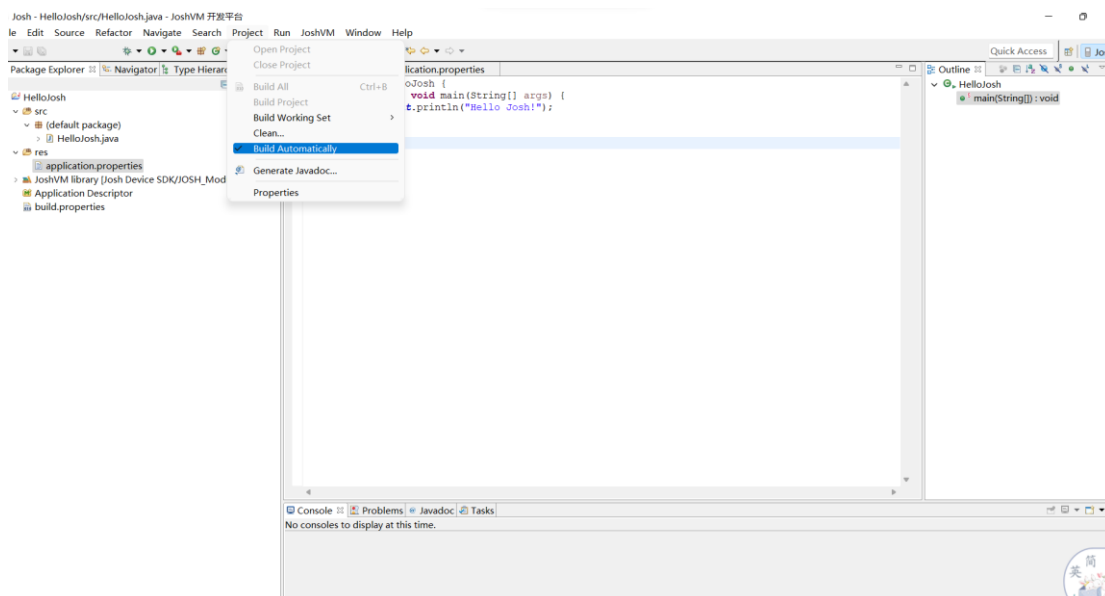 Josh - HelloJosh/src/HelloJosh.java - JoshVM 开发平台
le Edit Source Refactor Navigate Search Project Run JoshVM Window Help
Quick Access Jo
Package Explorer Navigator Type Hierar
lication.properties
Outline
HelloJosh
src
(default package)
HelloJosh.java
res
application.properties
JoshVM library [Josh Device SDK/JOSH_Mod
Application Descriptor
build.properties
Open Project
Close Project
Build All Ctrl+B
Build Project
Build Working Set
Clean...
Build Automatically
Generate Javadoc...
Properties
oJosh {
void main(String[] args) {
t.println("Hello Josh!");
HelloJosh
main(String[]) : void
Console Problems Javadoc Tasks
No consoles to display at this time.
英 简